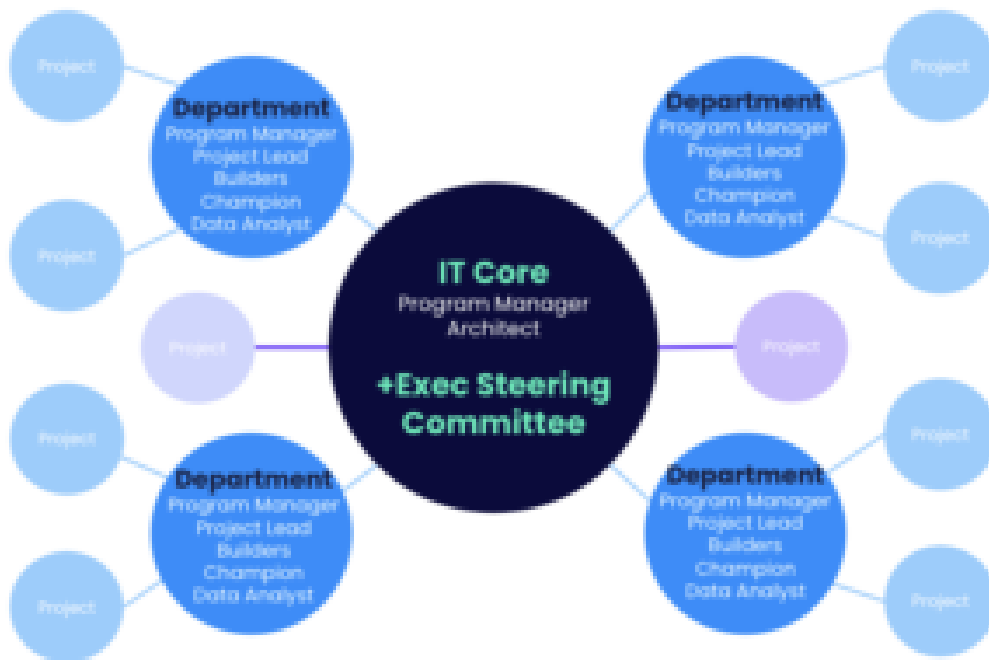 Project
Project
Department
Program Manager
Project Lead
Builders
Champion
Data Analyst
Department
Program Manager
Project Lead
Builders
Champion
Data Analyst
Project
Project
IT Core
Program Manager
Architect
+Exec Steering
Committee
Project
Project
Project
Project
Department
Program Manager
Project Lead
Builders
Champion
Data Analyst
Department
Program Manager
Project Lead
Builders
Champion
Data Analyst
Project
Project